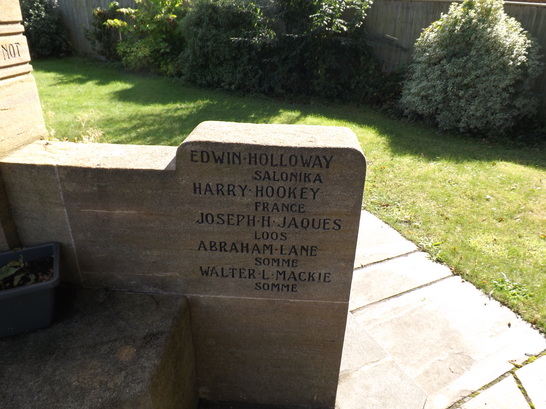 NOT
EDWIN·HOLLOWAY
SALONIKA
HARRY·HOOKEY
FRANCE
JOSEPH·H·JAQUES
LOOS
ABRAHAM·LANE
SOMME
WALTER·L·MACKIE
SOMME